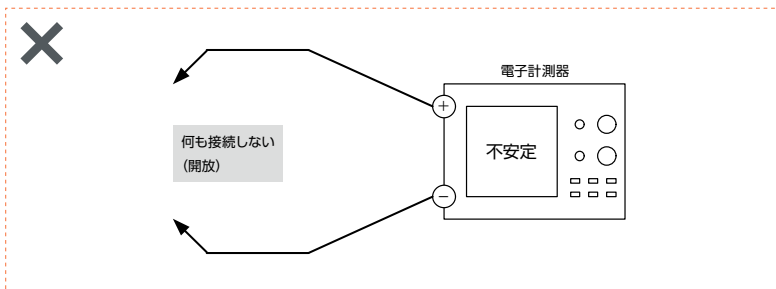 電子計測器
+
何も接続しない
（開放）
不安定
−